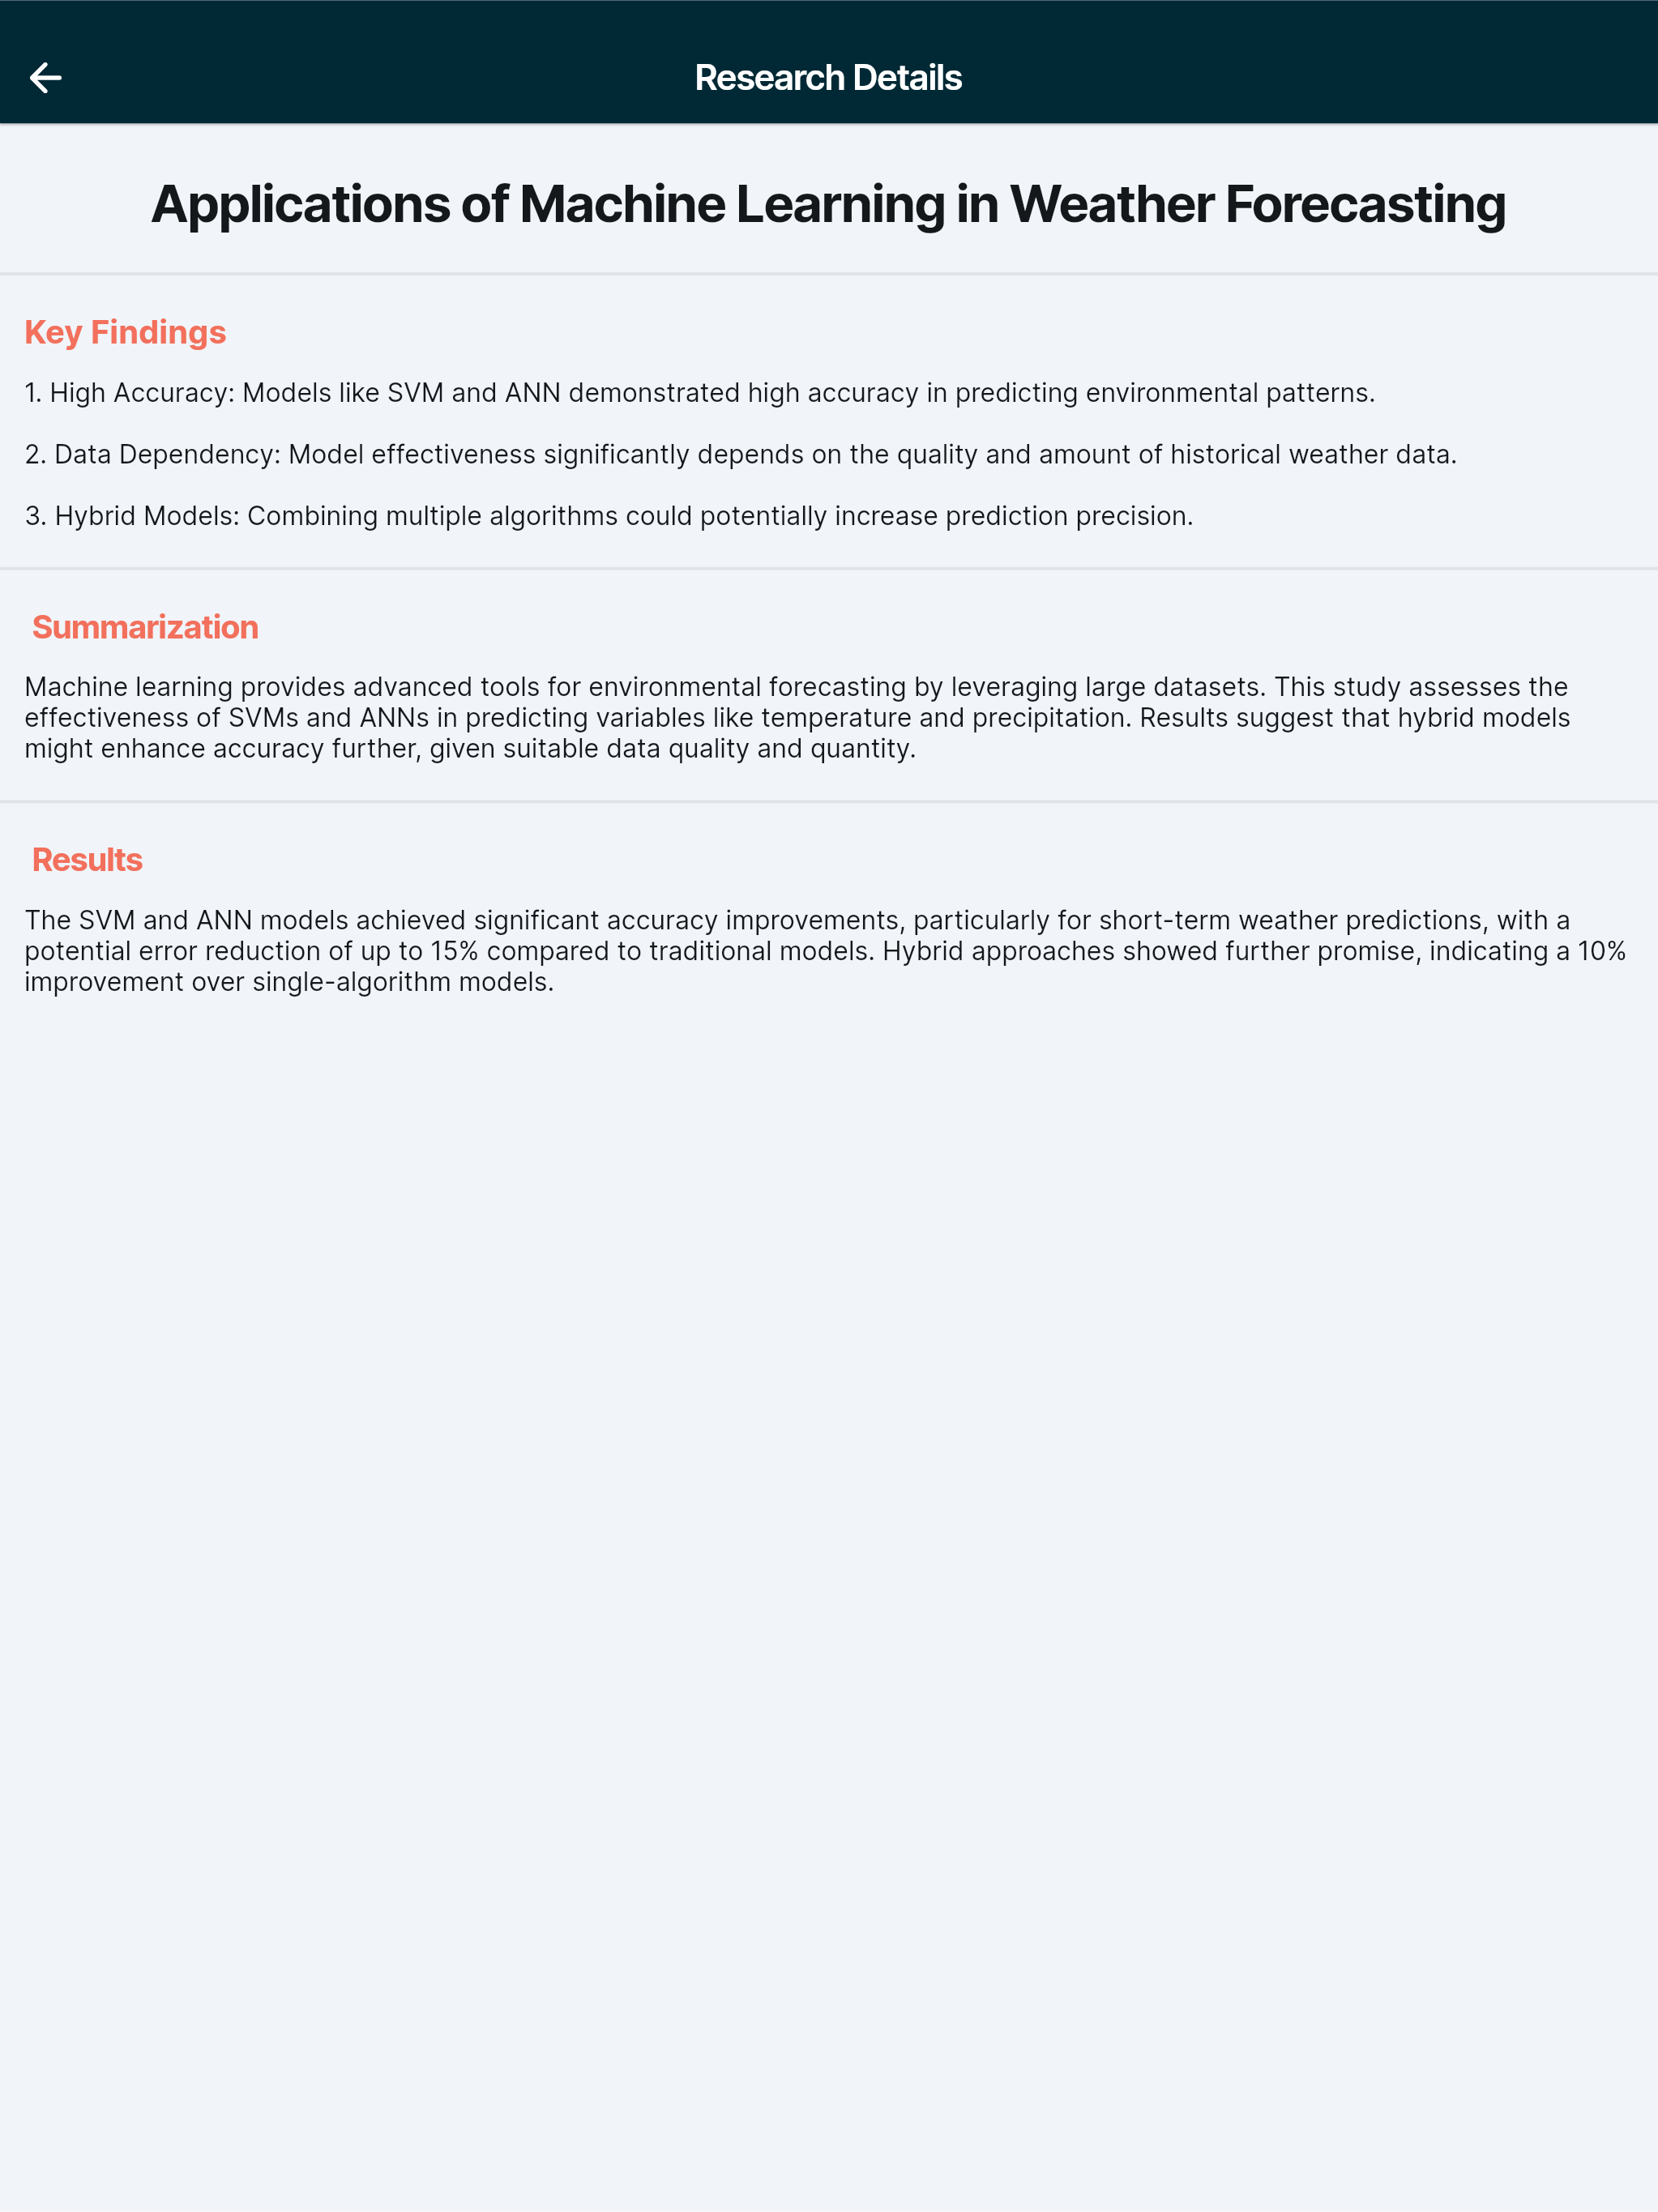 Research Details
Applications of Machine Learning in Weather Forecasting
Key Findings
1. High Accuracy: Models like SVM and ANN demonstrated high accuracy in predicting environmental patterns.
2. Data Dependency: Model effectiveness significantly depends on the quality and amount of historical weather data.
3. Hybrid Models: Combining multiple algorithms could potentially increase prediction precision.
Summarization
Machine learning provides advanced tools for environmental forecasting by leveraging large datasets. This study assesses the
effectiveness of SVMs and ANNs in predicting variables like temperature and precipitation. Results suggest that hybrid models
might enhance accuracy further, given suitable data quality and quantity.
Results
The SVM and ANN models achieved significant accuracy improvements, particularly for short-term weather predictions, with a
potential error reduction of up to 15% compared to traditional models. Hybrid approaches showed further promise, indicating a 10%
improvement over single-algorithm models.